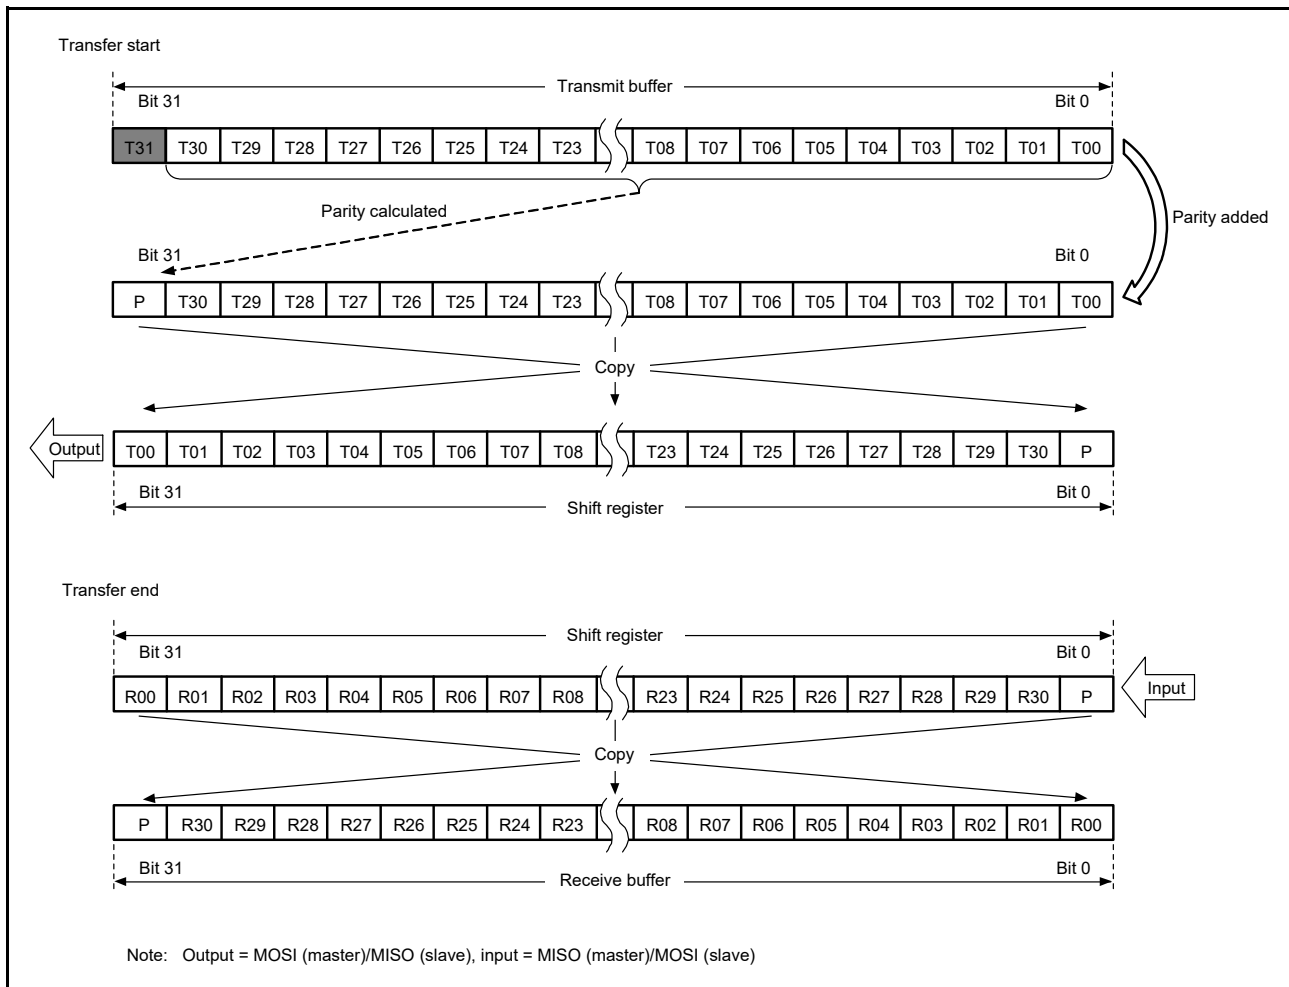 Transfer start
Transmit buffer
Bit 31 Bit 0
T31 T30 T29 T28 T27 T26 T25 T24 T23 T08 T07 T06 T05 T04 T03 T02 T01 T00
Parity calculated
Parity added
Bit 31 Bit 0
P T30 T29 T28 T27 T26 T25 T24 T23 T08 T07 T06 T05 T04 T03 T02 T01 T00
Copy
Output
T00 T01 T02 T03 T04 T05 T06 T07 T08 T23 T24 T25 T26 T27 T28 T29 T30 P
Bit 31 Bit 0
Shift register
Transfer end
Shift register
Bit 31 Bit 0
R00 R01 R02 R03 R04 R05 R06 R07 R08 R23 R24 R25 R26 R27 R28 R29 R30 P
Input
Copy
P R30 R29 R28 R27 R26 R25 R24 R23 R08 R07 R06 R05 R04 R03 R02 R01 R00
Bit 31 Bit 0
Receive buffer
Note: Output = MOSI (master)/MISO (slave), input = MISO (master)/MOSI (slave)